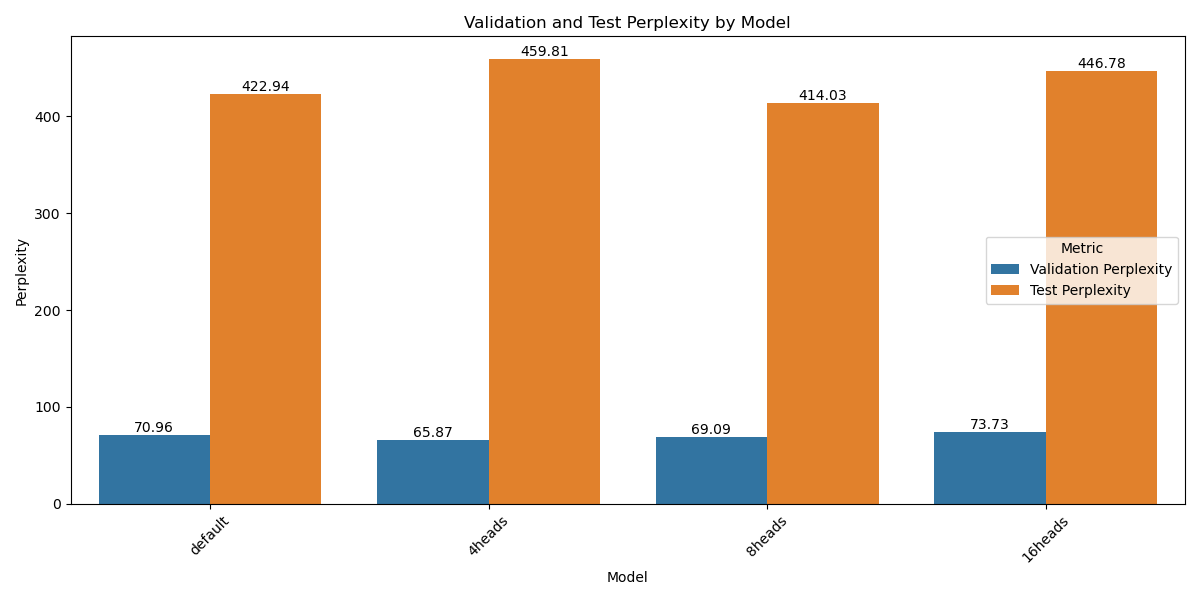 Validation and Test Perplexity by Model
Perplexity
400
300
200
100
0
422.94
459.81
414.03
446.78
70.96
65.87
69.09
73.73
Metric
Validation Perplexity
Test Perplexity
default
4heads
8heads
16heads
Model